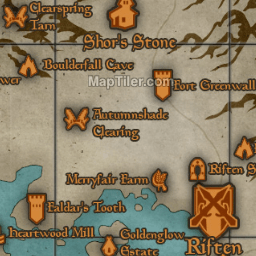 Clearspring
Tarn
Shor's Stone
Boulderfall Cave
MapTiler.com
Fort Greenwall
Autumnshade
Clearing
Merryfair Farm
Riften S
Faldar's Tooth
Heartwood Mill
Goldenglow
Estate
Riften